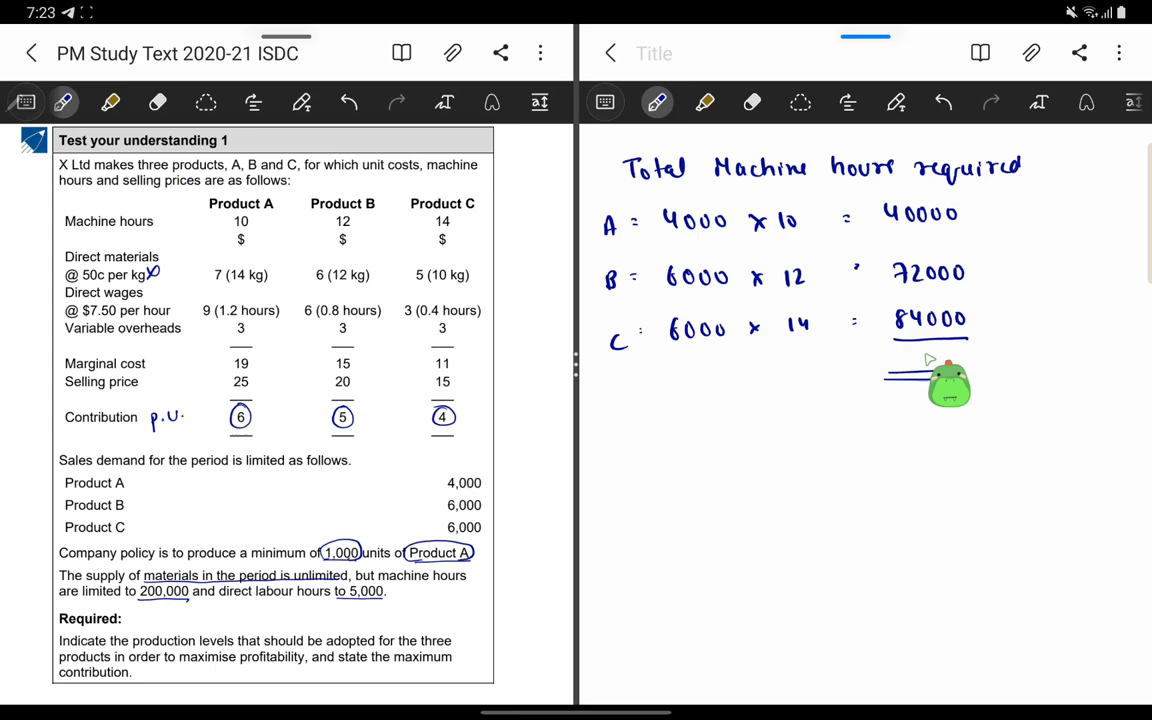 7:23
PM Study Text 2020-21 ISDC
Title
Test your understanding 1
X Ltd makes three products, A, B and C, for which unit costs, machine
hours and selling prices are as follows:
Product A Product B Product C
Machine hours 10 12 14
$ $ $
Direct materials
@ 50c per kg 7 (14 kg) 6 (12 kg) 5 (10 kg)
Direct wages
@ $7.50 per hour 9 (1.2 hours) 6 (0.8 hours) 3 (0.4 hours)
Variable overheads 3 3 3
Marginal cost 19 15 11
Selling price 25 20 15
Contribution p.u. 6 5 4
Sales demand for the period is limited as follows.
Product A 4,000
Product B 6,000
Product C 6,000
Company policy is to produce a minimum of 1,000 units of Product A
The supply of materials in the period is unlimited, but machine hours
are limited to 200,000 and direct labour hours to 5,000.
Required:
Indicate the production levels that should be adopted for the three
products in order to maximise profitability, and state the maximum
contribution.
Total Machine hours required
A = 4000 x 10 = 40000
B = 6000 x 12 : 72000
C = 6000 x 14 = 84000